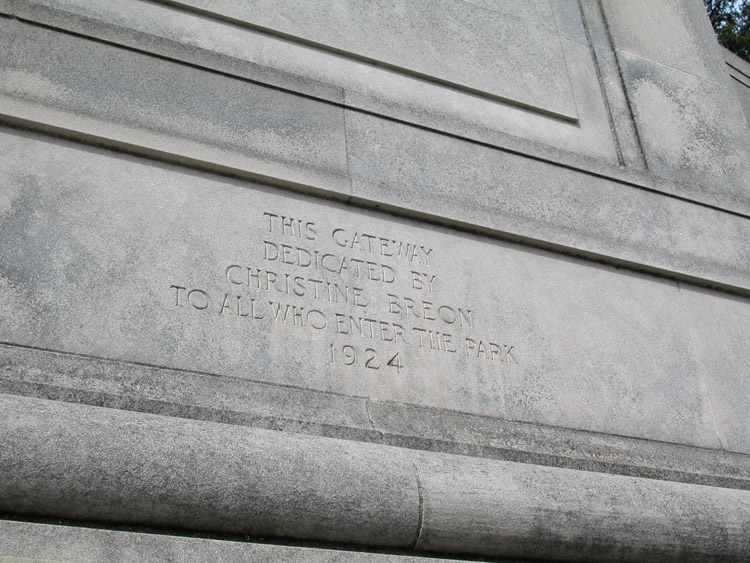 THIS GATEWAY
DEDICATED BY
CHRISTINE BREON
TO ALL WHO ENTER THE PARK
1924